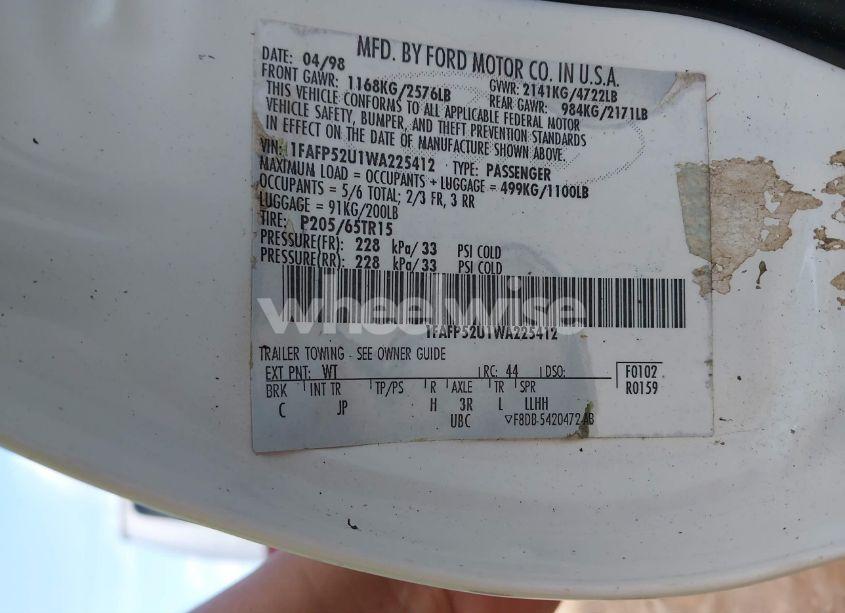 MFD. BY FORD MOTOR CO. IN U.S.A.
DATE: 04/98 GVWR: 2141KG/4722LB
FRONT GAWR: 1168KG/2576LB REAR GAWR: 984KG/2171LB
THIS VEHICLE CONFORMS TO ALL APPLICABLE FEDERAL MOTOR
VEHICLE SAFETY, BUMPER, AND THEFT PREVENTION STANDARDS
IN EFFECT ON THE DATE OF MANUFACTURE SHOWN ABOVE.
VIN: 1FAFP52U1WA225412 TYPE: PASSENGER
MAXIMUM LOAD = OCCUPANTS + LUGGAGE = 499KG/1100LB
OCCUPANTS = 5/6 TOTAL; 2/3 FR, 3 RR
LUGGAGE = 91KG/200LB
TIRE: P205/65TR15
PRESSURE(FR): 228 kPa/33 PSI COLD
PRESSURE(RR): 228 kPa/33 PSI COLD
wheelwise
1FAFP52U1WA225412
TRAILER TOWING - SEE OWNER GUIDE
EXT PNT: WT RC: 44 DSO: F0102
BRK INT TR TP/PS R AXLE TR SPR R0159
C JP H 3R L LLHH
UBC ▽F8DB-5420472-AB